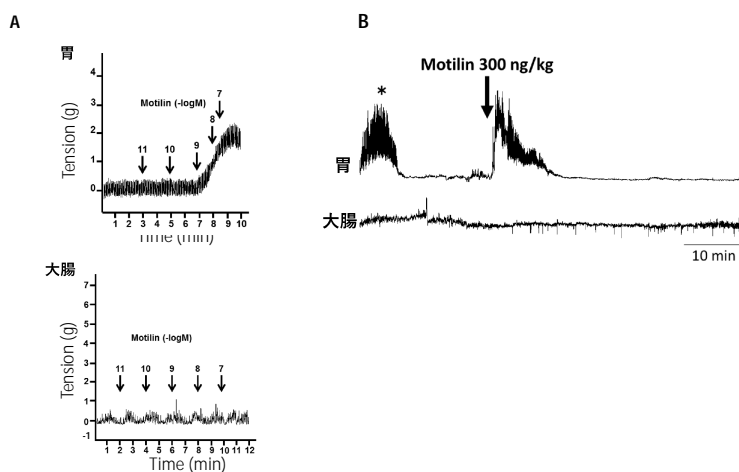 A
胃
Tension (g)
4
3
2
1
0
Motilin (-logM)
11
10
9
8
7
1 2 3 4 5 6 7 8 9 10
Time (min)
大腸
Tension (g)
7
6
5
4
3
2
1
0
-1
Motilin (-logM)
11 10 9 8 7
1 2 3 4 5 6 7 8 9 10 11 12
Time (min)
B
Motilin 300 ng/kg
*
胃
大腸
10 min